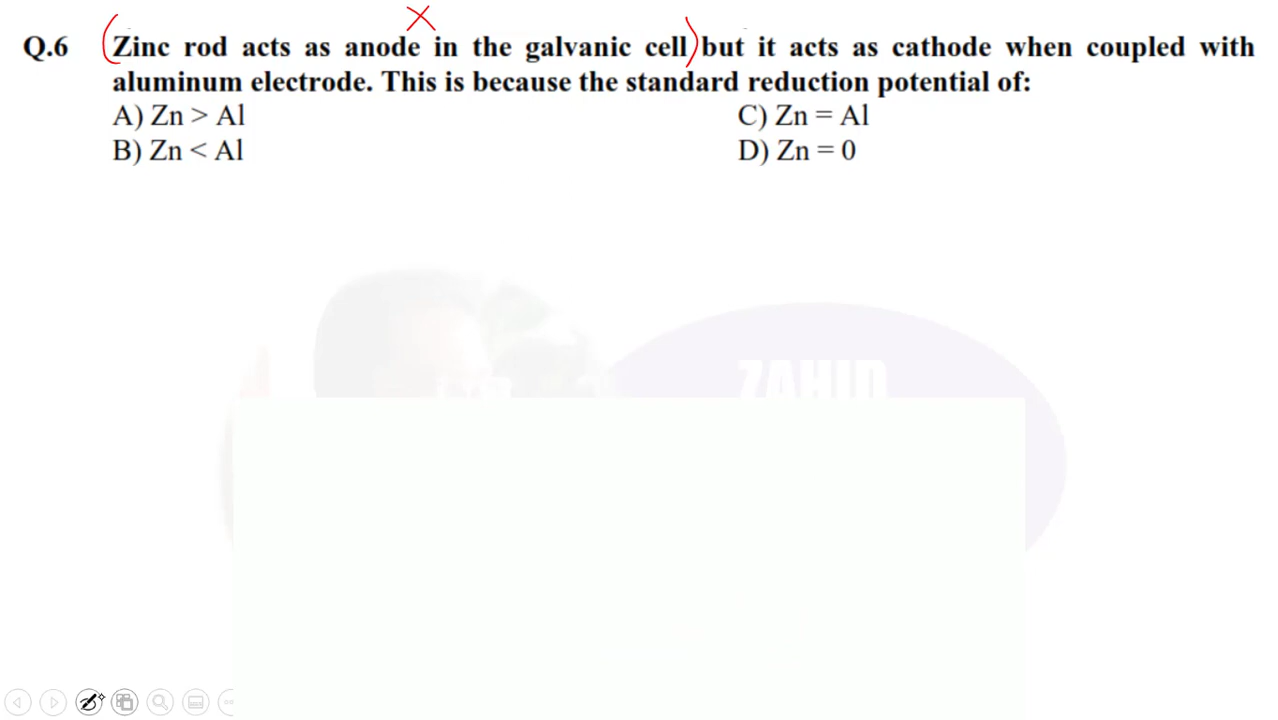 Q.6 Zinc rod acts as anode in the galvanic cell but it acts as cathode when coupled with
aluminum electrode. This is because the standard reduction potential of:
A) Zn > Al
C) Zn = Al
B) Zn < Al
D) Zn = 0
ZAHID